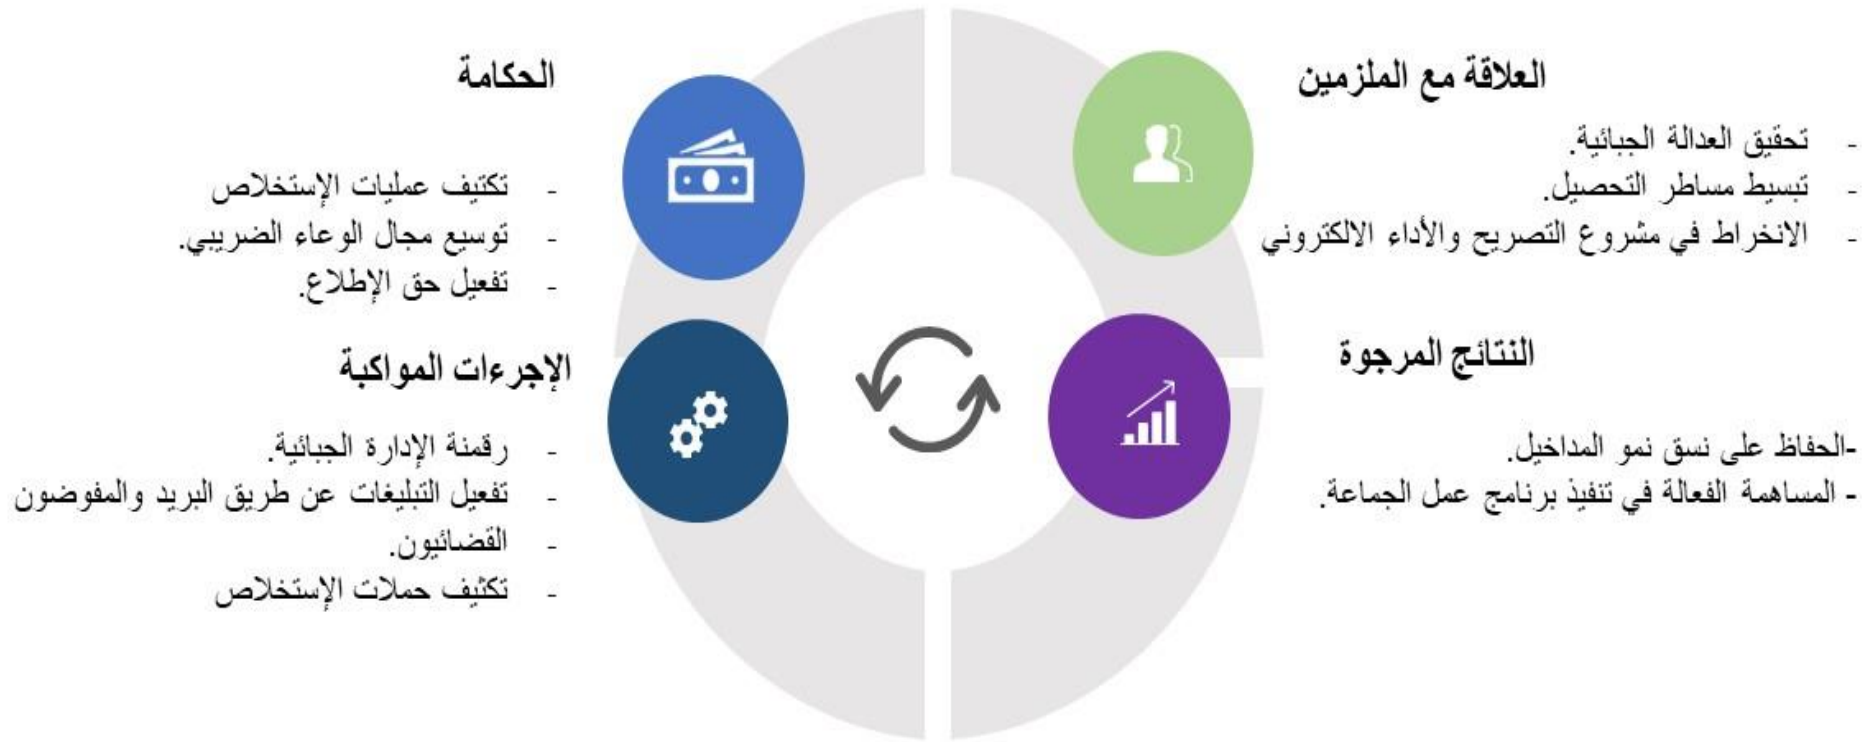 العلاقة مع الملزمين
- تحقيق العدالة الجبائية.
- تبسيط مساطر التحصيل.
- الانخراط في مشروع التصريح والأداء الالكتروني
الحكامة
- تكتيف عمليات الإستخلاص
- توسيع مجال الوعاء الضريبي.
- تفعيل حق الإطلاع.
النتائج المرجوة
-الحفاظ على نسق نمو المداخيل.
- المساهمة الفعالة في تنفيذ برنامج عمل الجماعة.
الإجرءات المواكبة
- رقمنة الإدارة الجبائية.
- تفعيل التبليغات عن طريق البريد والمفوضون
- القضائيون.
- تكثيف حملات الإستخلاص